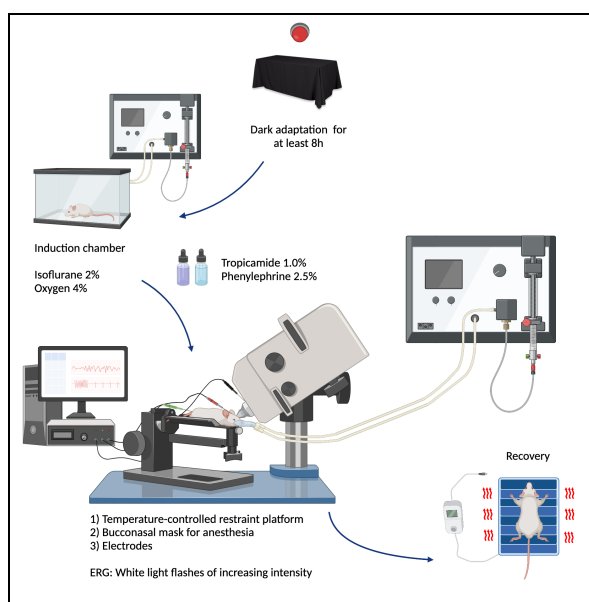 Dark adaptation for
at least 8h
Induction chamber
Isoflurane 2%
Oxygen 4%
Tropicamide 1.0%
Phenylephrine 2.5%
Recovery
1) Temperature-controlled restraint platform
2) Bucconasal mask for anesthesia
3) Electrodes
ERG: White light flashes of increasing intensity